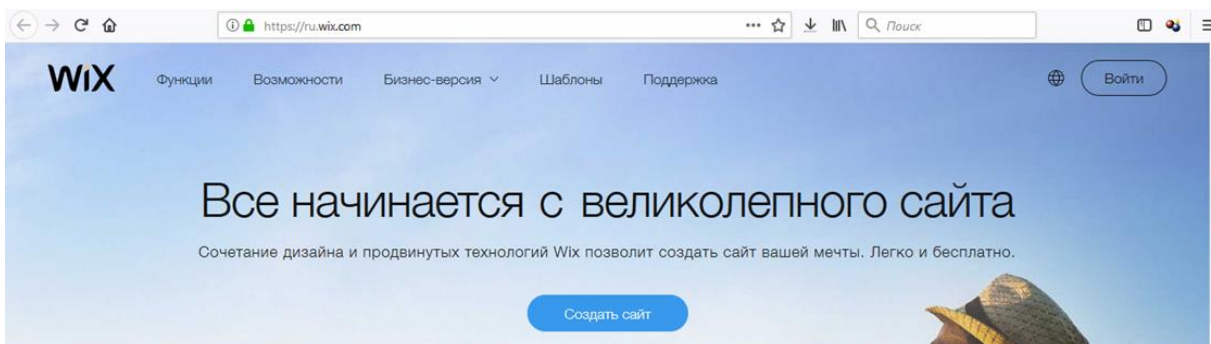 https://ru.wix.com
Поиск
WiX Функции Возможности Бизнес-версия Шаблоны Поддержка Войти
Все начинается с великолепного сайта
Сочетание дизайна и продвинутых технологий Wix позволит создать сайт вашей мечты. Легко и бесплатно.
Создать сайт